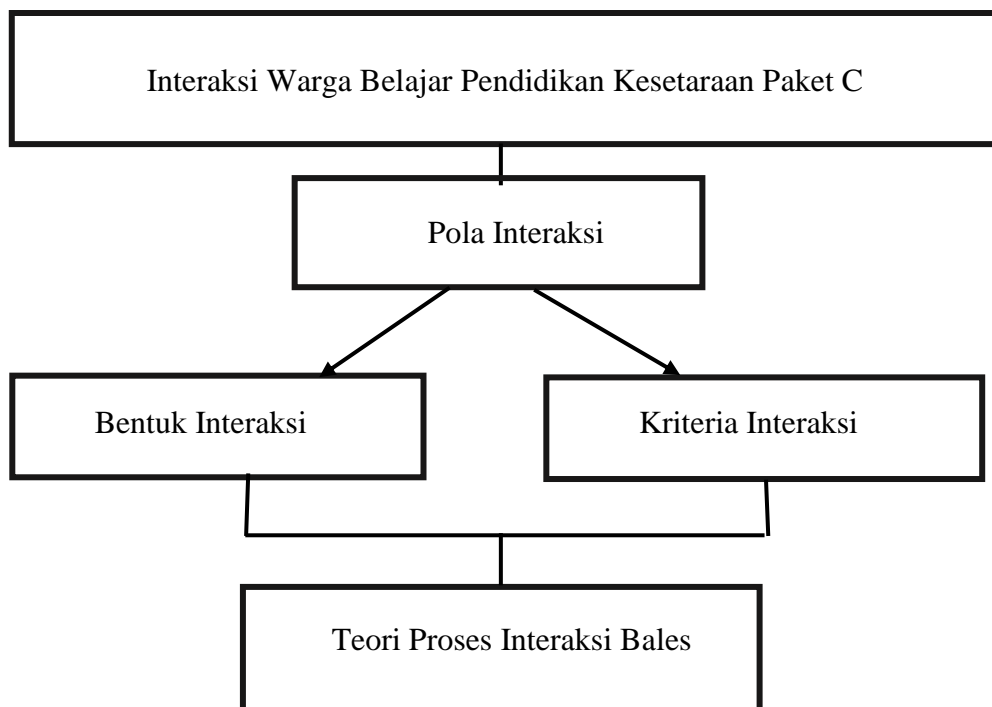 Interaksi Warga Belajar Pendidikan Kesetaraan Paket C
Pola Interaksi
Bentuk Interaksi
Kriteria Interaksi
Teori Proses Interaksi Bales